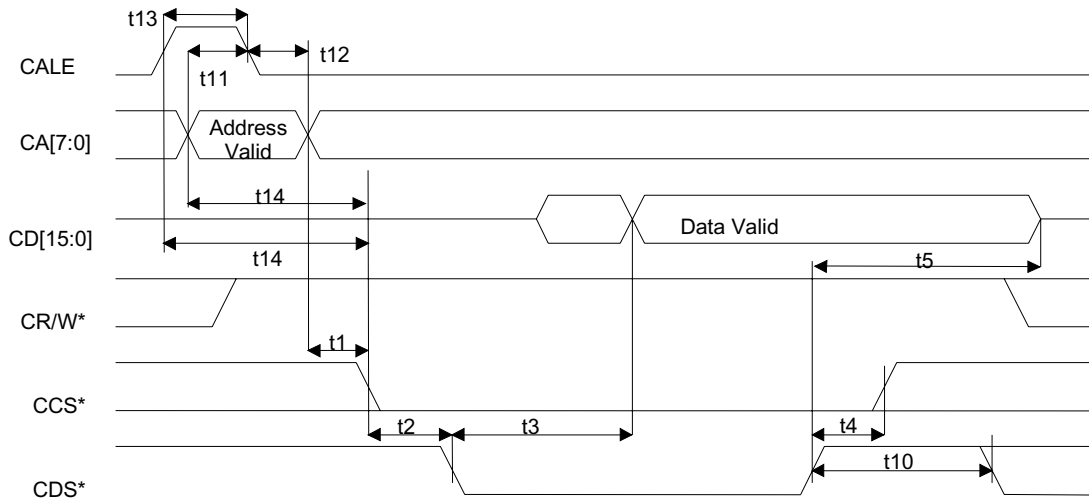 t13
t12
CALE
t11
Address
Valid
CA[7:0]
t14
Data Valid
CD[15:0]
t14
t5
CR/W*
t1
CCS*
t2
t3
t4
t10
CDS*